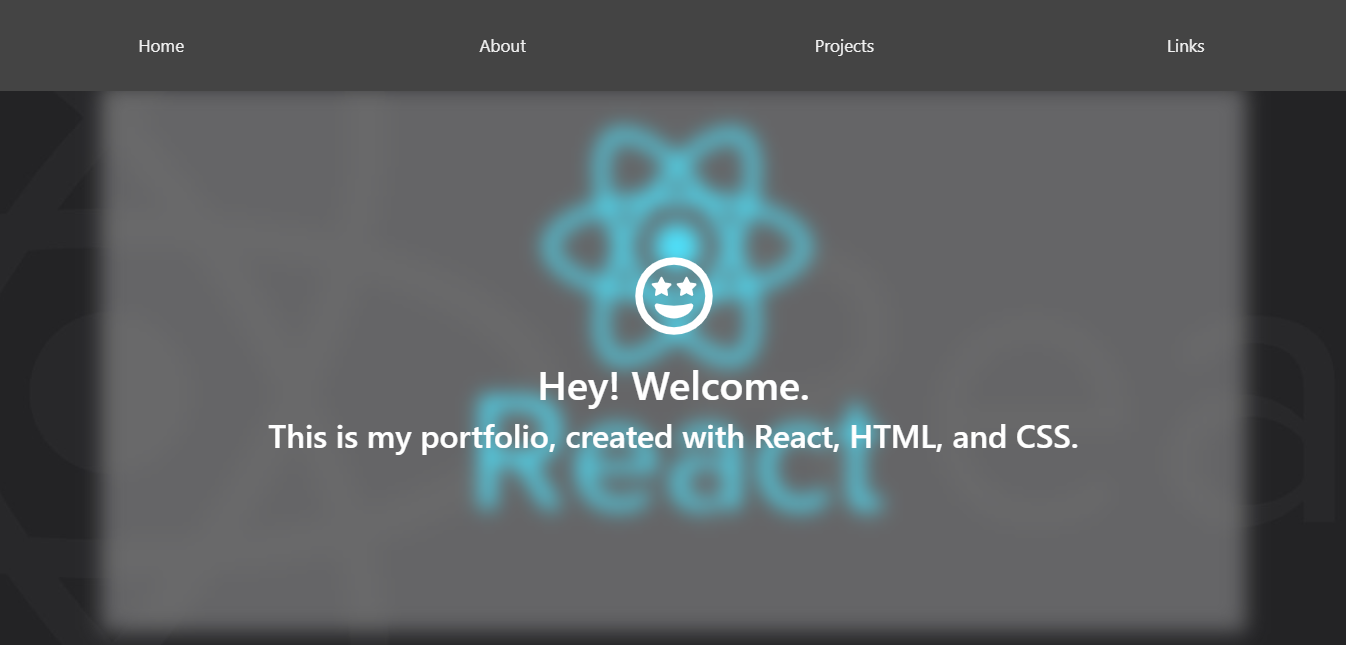 Home About Projects Links
Hey! Welcome.
This is my portfolio, created with React, HTML, and CSS.
React